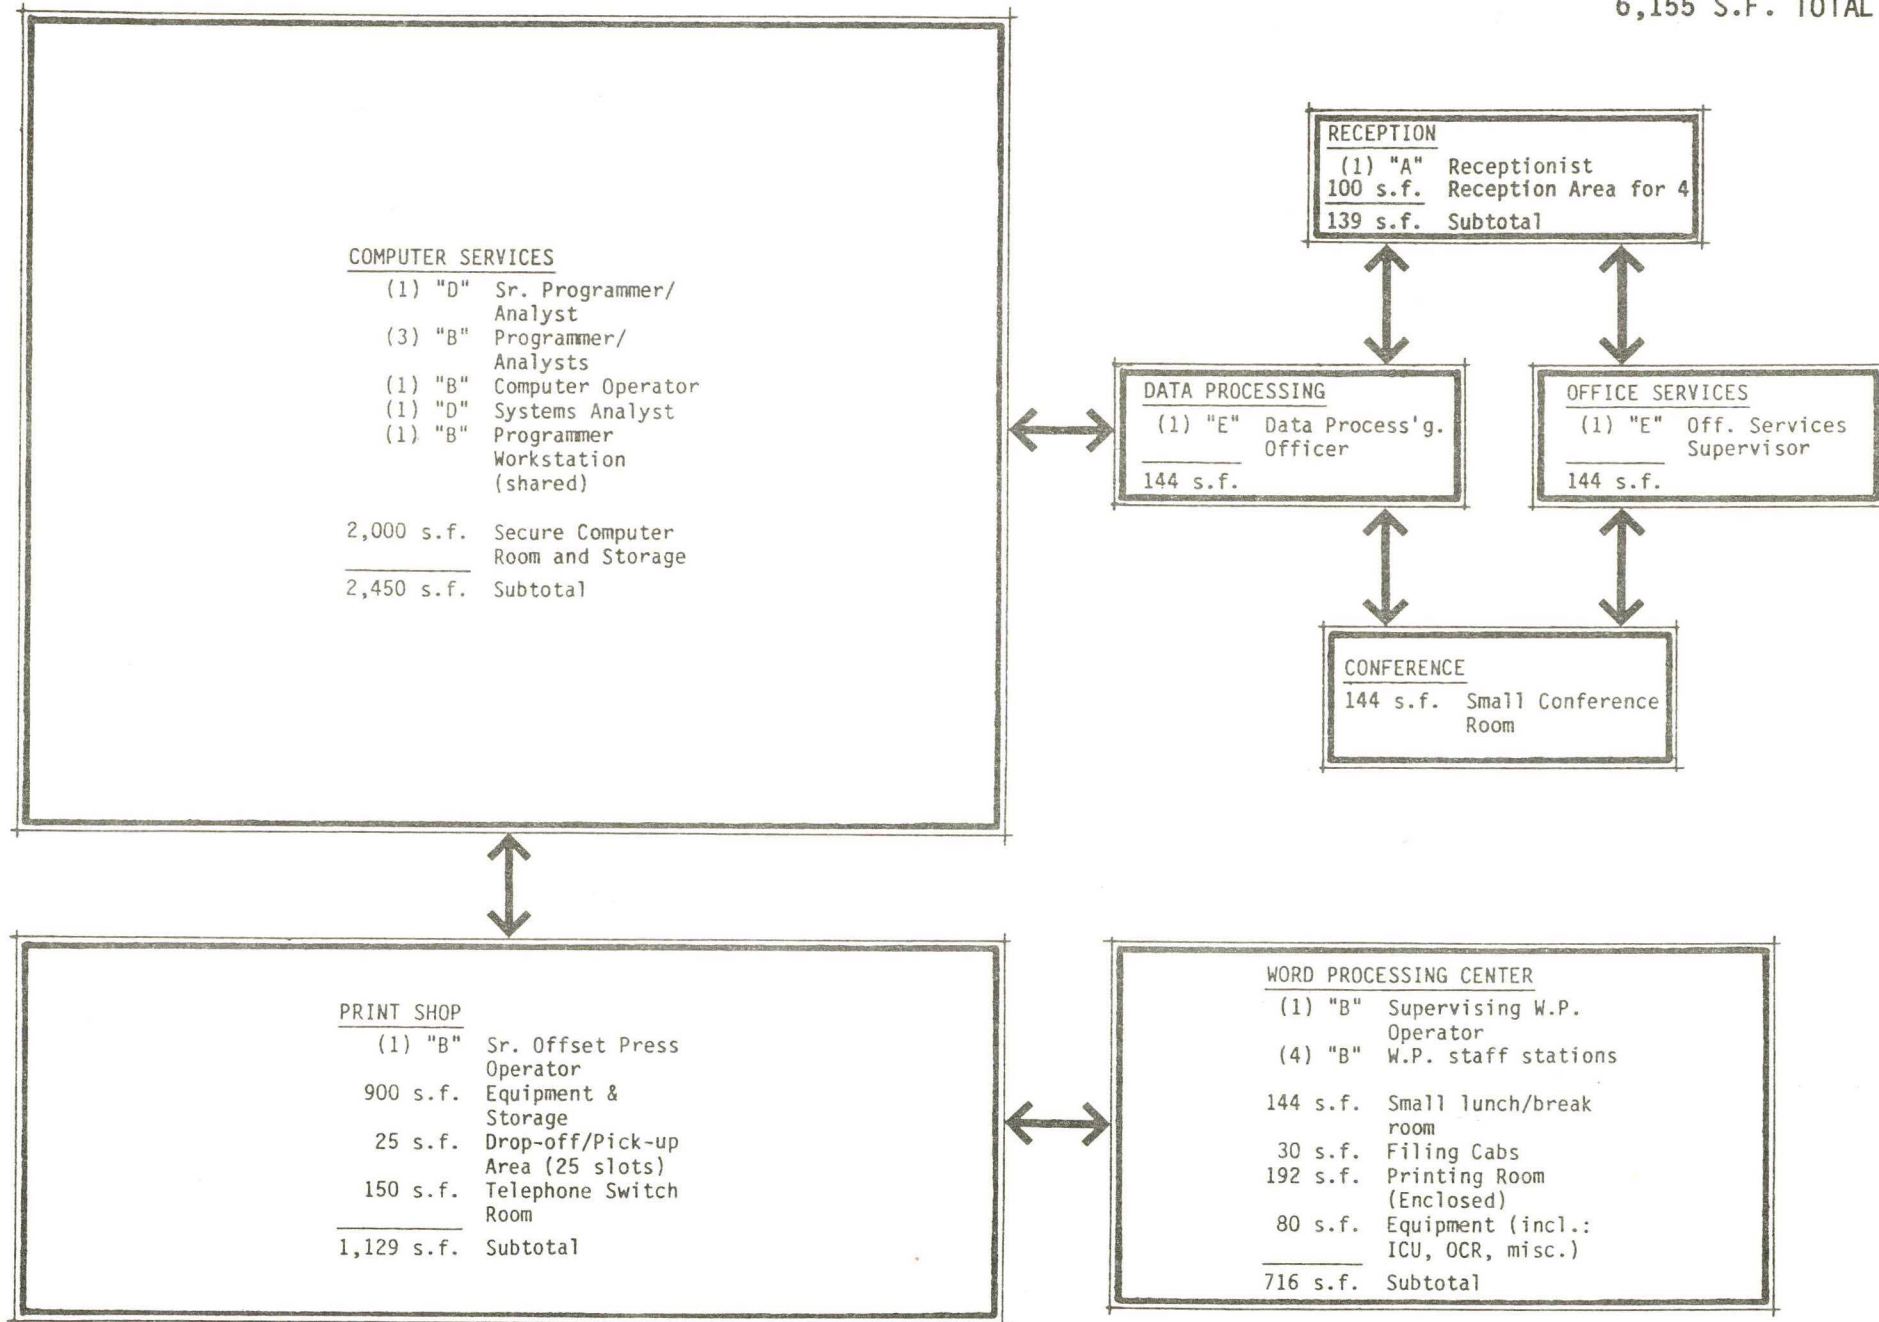 6,155 S.F. TOTAL
RECEPTION
(1) "A" Receptionist
100 s.f. Reception Area for 4
139 s.f. Subtotal
COMPUTER SERVICES
(1) "D" Sr. Programmer/
Analyst
(3) "B" Programmer/
Analysts
(1) "B" Computer Operator
(1) "D" Systems Analyst
(1) "B" Programmer
Workstation
(shared)
2,000 s.f. Secure Computer
Room and Storage
2,450 s.f. Subtotal
DATA PROCESSING
(1) "E" Data Process'g.
Officer
144 s.f.
OFFICE SERVICES
(1) "E" Off. Services
Supervisor
144 s.f.
CONFERENCE
144 s.f. Small Conference
Room
PRINT SHOP
(1) "B" Sr. Offset Press
Operator
900 s.f. Equipment &
Storage
25 s.f. Drop-off/Pick-up
Area (25 slots)
150 s.f. Telephone Switch
Room
1,129 s.f. Subtotal
WORD PROCESSING CENTER
(1) "B" Supervising W.P.
Operator
(4) "B" W.P. staff stations
144 s.f. Small lunch/break
room
30 s.f. Filing Cabs
192 s.f. Printing Room
(Enclosed)
80 s.f. Equipment (incl.:
ICU, OCR, misc.)
716 s.f. Subtotal